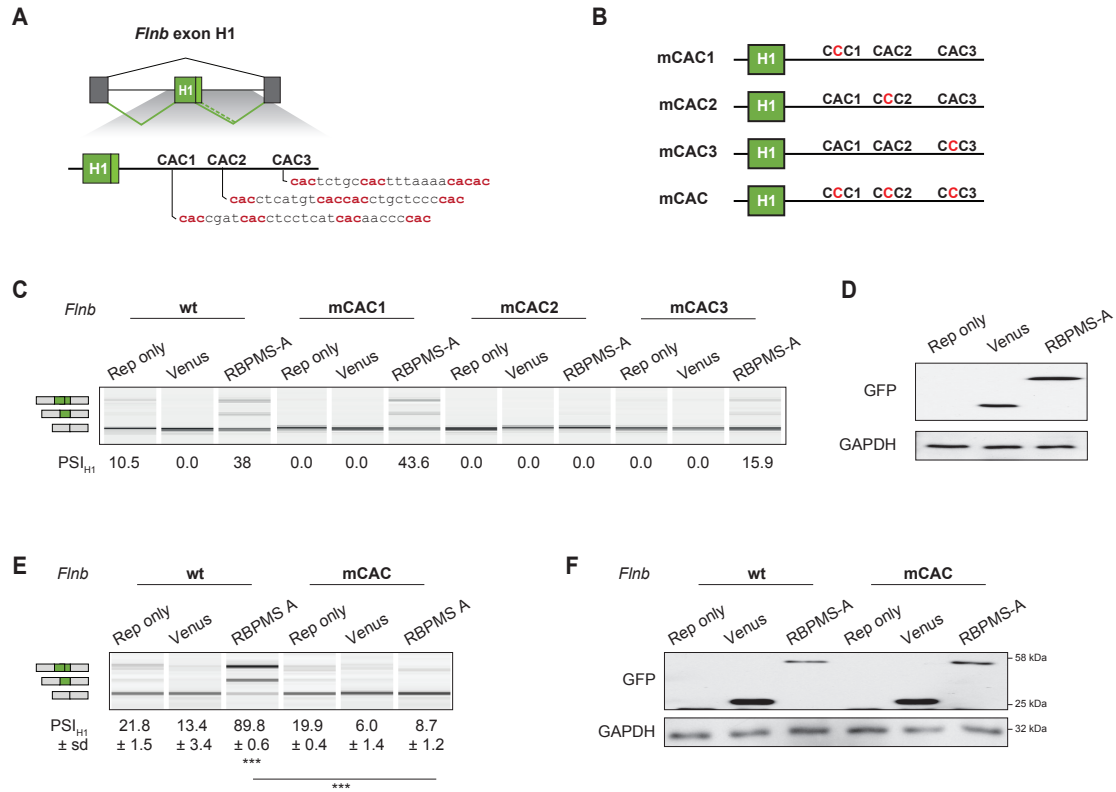 A
Flnb exon H1
H1
H1
CAC1 CAC2 CAC3
cactctgccactttaaaacacac
cacctcatgtcaccacctgctccccac
caccgatcacctcctcatcacaaccccac
B
mCAC1 H1 CCC1 CAC2 CAC3
mCAC2 H1 CAC1 CCC2 CAC3
mCAC3 H1 CAC1 CAC2 CCC3
mCAC H1 CCC1 CCC2 CCC3
C
Flnb wt mCAC1 mCAC2 mCAC3
Rep only Venus RBPMS-A Rep only Venus RBPMS-A Rep only Venus RBPMS-A Rep only Venus RBPMS-A
PSIH1 10.5 0.0 38 0.0 0.0 43.6 0.0 0.0 0.0 0.0 0.0 15.9
D
Rep only Venus RBPMS-A
GFP
GAPDH
E
Flnb wt mCAC
Rep only Venus RBPMS A Rep only Venus RBPMS A
PSIH1 21.8 13.4 89.8 19.9 6.0 8.7
± sd ± 1.5 ± 3.4 ± 0.6 ± 0.4 ± 1.4 ± 1.2
***
***
F
Flnb wt mCAC
Rep only Venus RBPMS-A Rep only Venus RBPMS-A
58 kDa
GFP
25 kDa
GAPDH 32 kDa